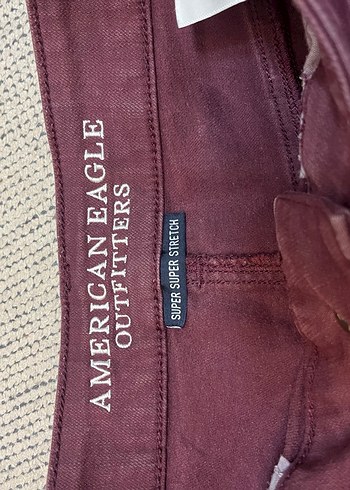 AMERICAN EAGLE
OUTFITTERS
SUPER SUPER STRETCH